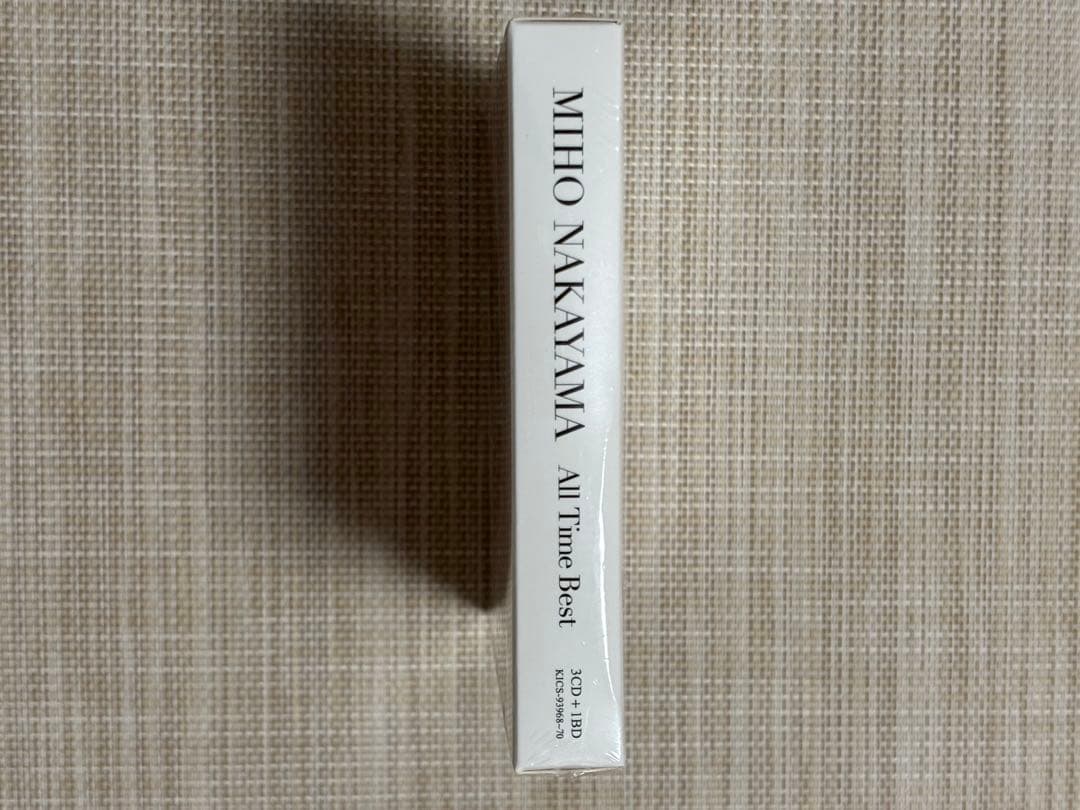 MIHO NAKAYAMA All Time Best
3CD+1BD
KICS-93968~70